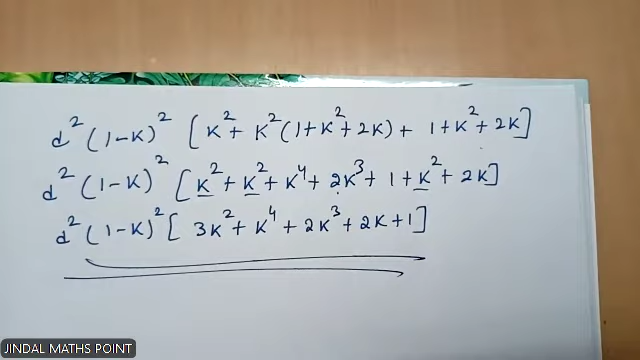 d²(1-K)² [K² + K²(1+K²+2K) + 1+K²+2K]
d²(1-K)² [K² + K² + K⁴ + 2K³ + 1 + K² + 2K]
d²(1-K)² [3K² + K⁴ + 2K³ + 2K + 1]
JINDAL MATHS POINT